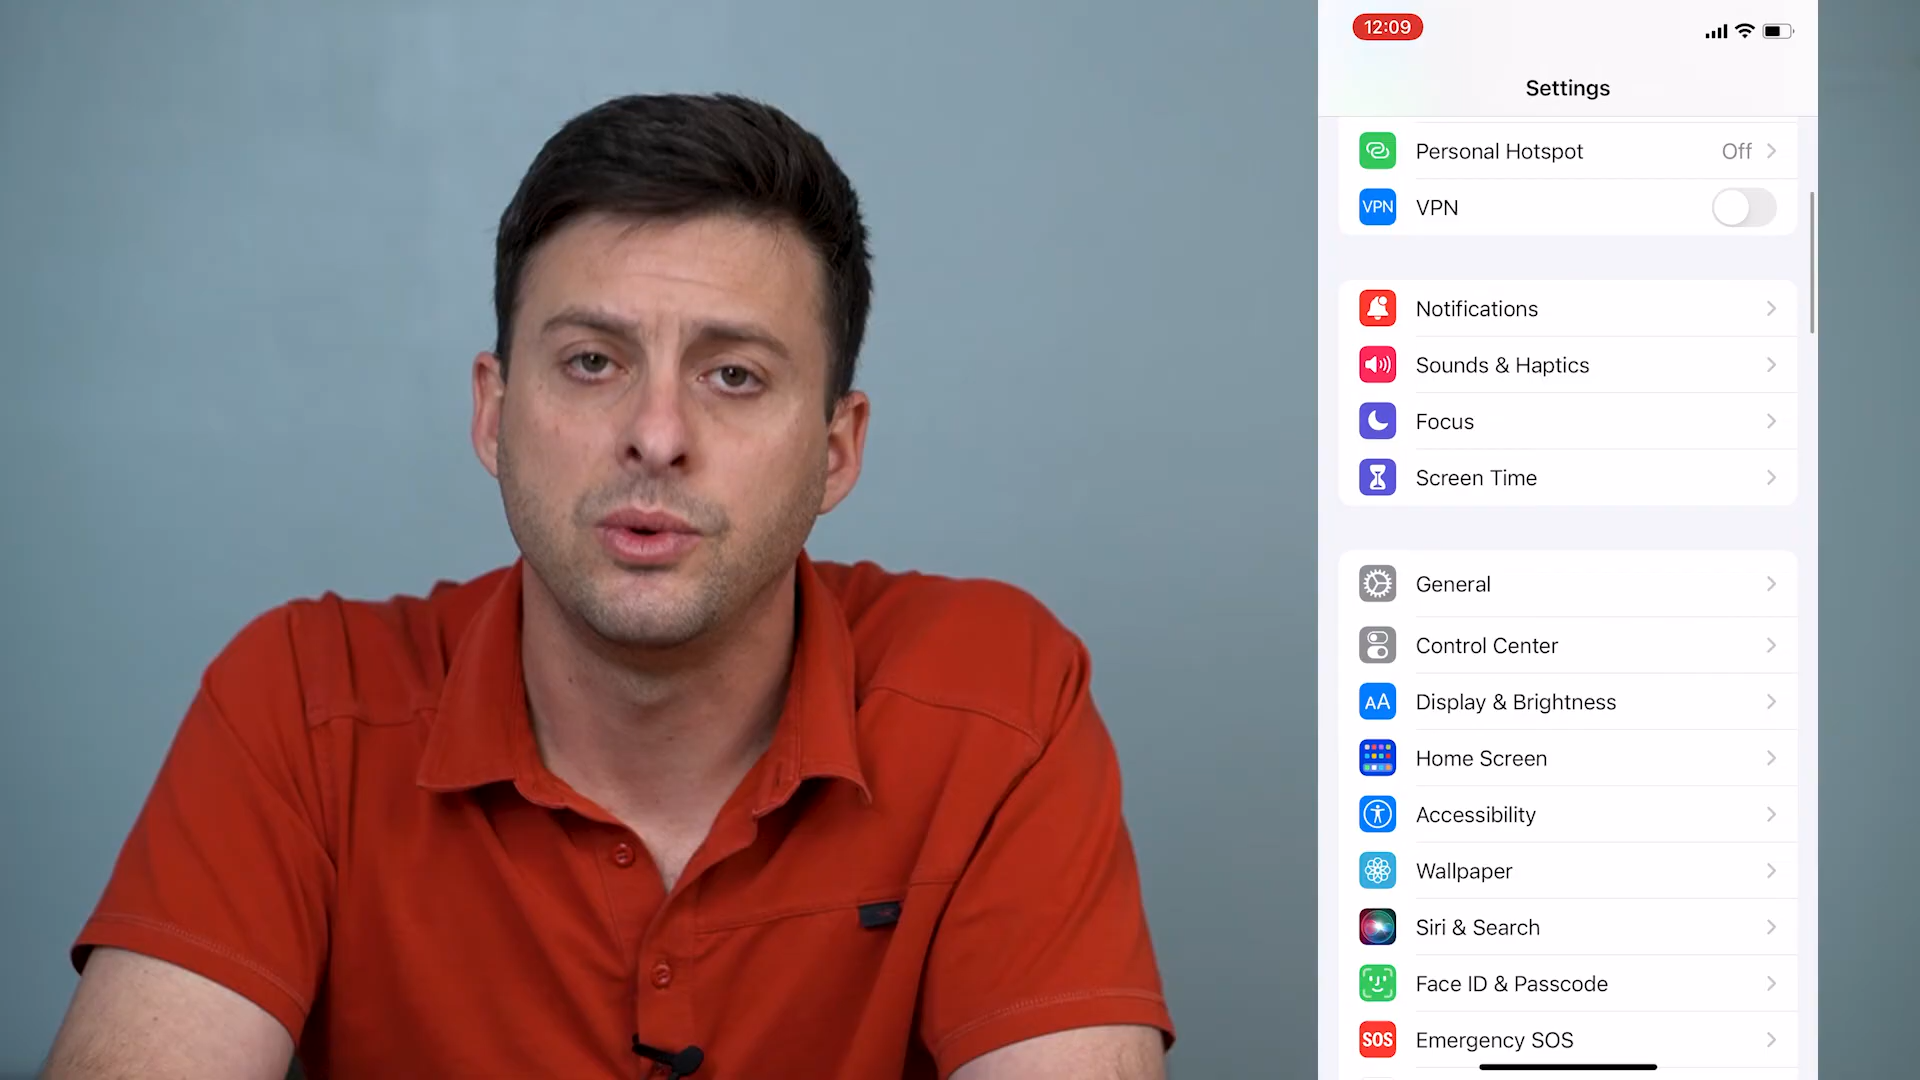 12:09
Settings
Personal Hotspot Off
VPN VPN
Notifications
Sounds & Haptics
Focus
Screen Time
General
Control Center
AA Display & Brightness
Home Screen
Accessibility
Wallpaper
Siri & Search
Face ID & Passcode
SOS Emergency SOS